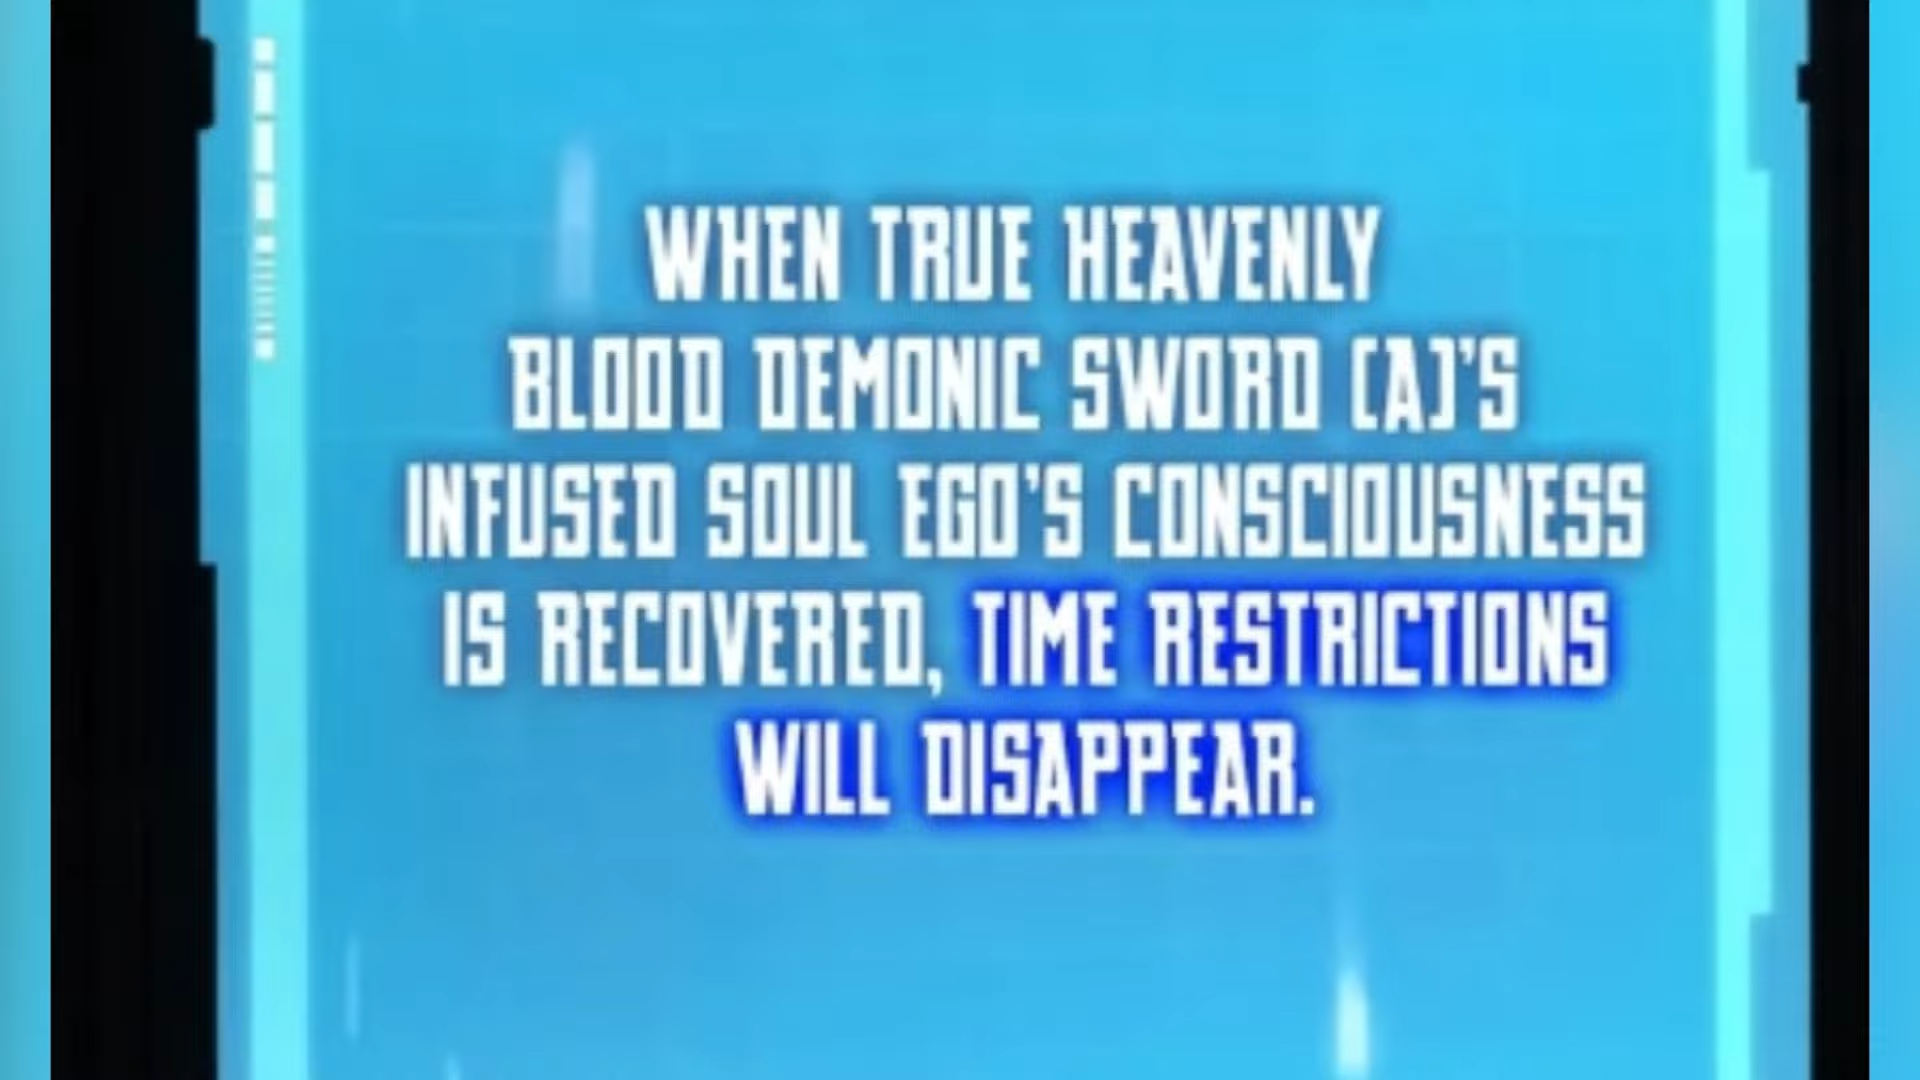 WHEN TRUE HEAVENLY
BLOOD DEMONIC SWORD [A]'S
INFUSED SOUL EGO'S CONSCIOUSNESS
IS RECOVERED, TIME RESTRICTIONS
WILL DISAPPEAR.